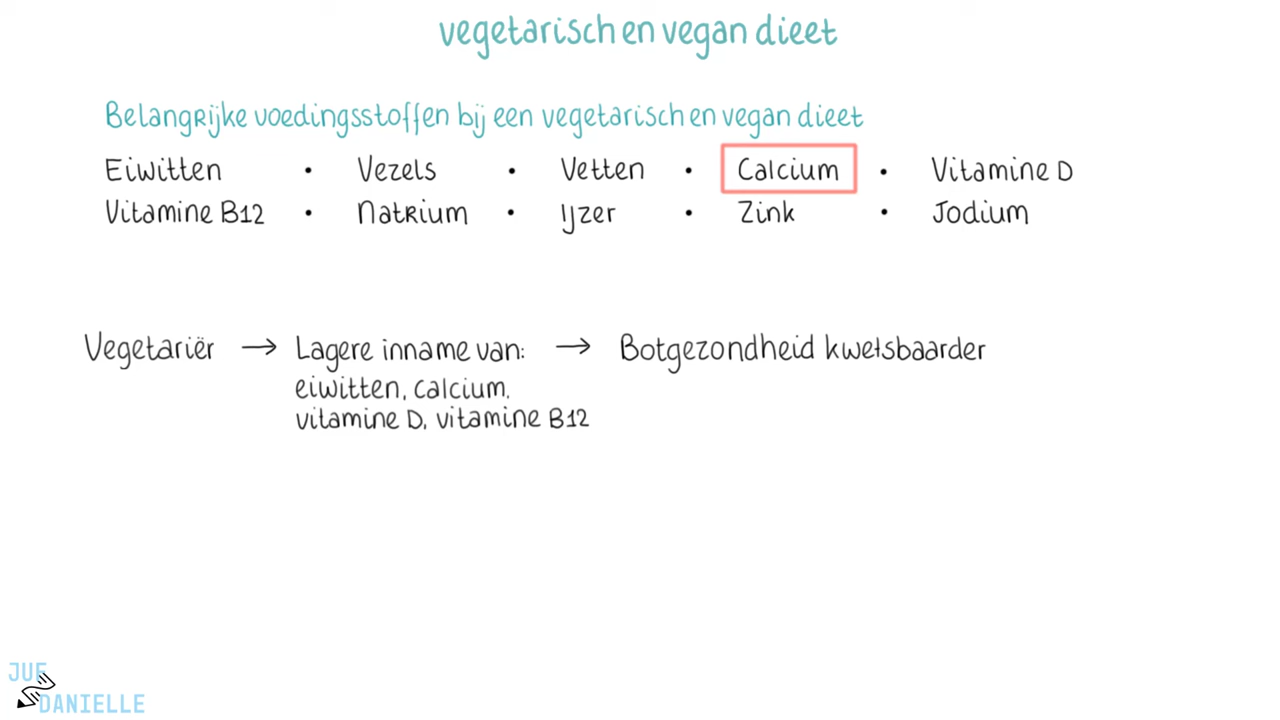 vegetarisch en vegan dieet
Belangrijke voedingsstoffen bij een vegetarisch en vegan dieet
Eiwitten • Vezels • Vetten • Calcium • Vitamine D
Vitamine B12 • Natrium • Ijzer • Zink • Jodium
Vegetariër → Lagere inname van: → Botgezondheid kwetsbaarder
eiwitten, calcium,
vitamine D, vitamine B12
JUF
DANIELLE